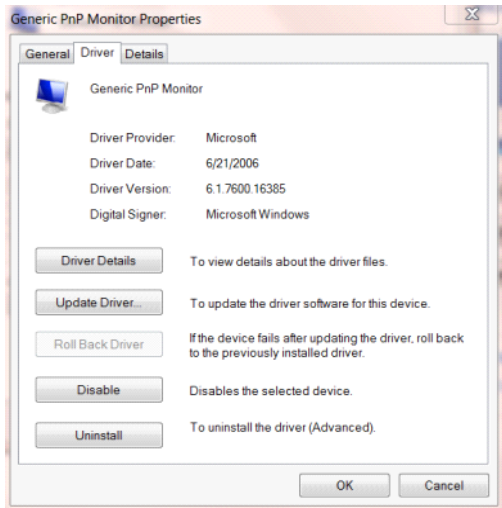 Generic PnP Monitor Properties
General Driver Details
Generic PnP Monitor
Driver Provider: Microsoft
Driver Date: 6/21/2006
Driver Version: 6.1.7600.16385
Digital Signer: Microsoft Windows
Driver Details To view details about the driver files.
Update Driver... To update the driver software for this device.
Roll Back Driver If the device fails after updating the driver, roll back
to the previously installed driver.
Disable Disables the selected device.
Uninstall To uninstall the driver (Advanced).
OK Cancel